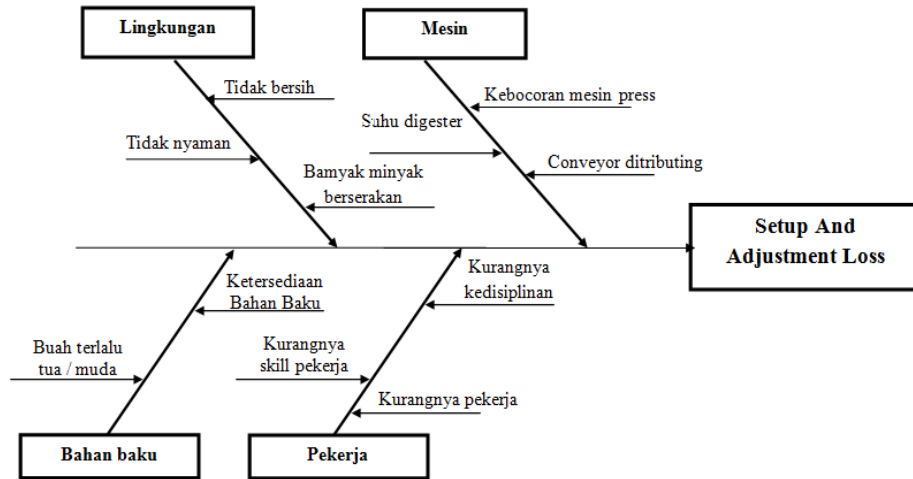 Lingkungan
Mesin
Tidak bersih
Kebocoran mesin press
Suhu digester
Tidak nyaman
Bamyak minyak
berserakan
Conveyor ditributing
Setup And
Adjustment Loss
Ketersediaan
Bahan Baku
Kurangnya
kedisiplinan
Buah terlalu
tua / muda
Kurangnya
skill pekerja
Kurangnya pekerja
Bahan baku
Pekerja